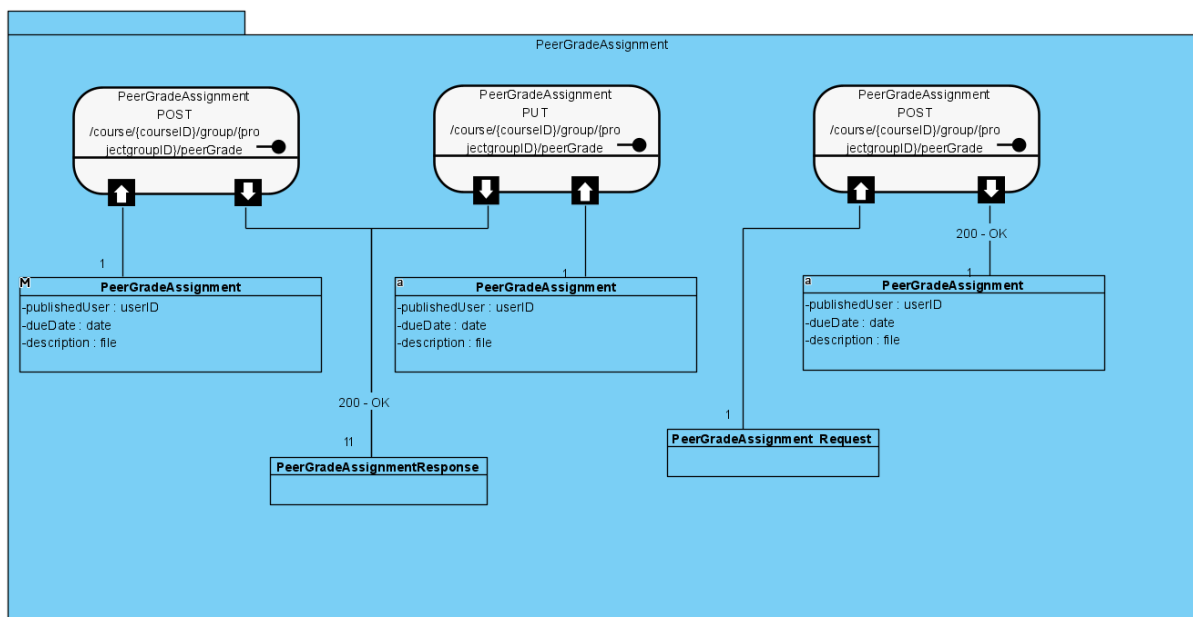 PeerGradeAssignment
PeerGradeAssignment
POST
/course/{courseID}/group/{pro
jectgroupID}/peerGrade
PeerGradeAssignment
PUT
/course/{courseID}/group/{pro
jectgroupID}/peerGrade
PeerGradeAssignment
POST
/course/{courseID}/group/{pro
jectgroupID}/peerGrade
200 - OK
1
1
1
M
PeerGradeAssignment
-publishedUser : userID
-dueDate : date
-description : file
a
PeerGradeAssignment
-publishedUser : userID
-dueDate : date
-description : file
a
PeerGradeAssignment
-publishedUser : userID
-dueDate : date
-description : file
200 - OK
1
11
PeerGradeAssignment Request
PeerGradeAssignmentResponse